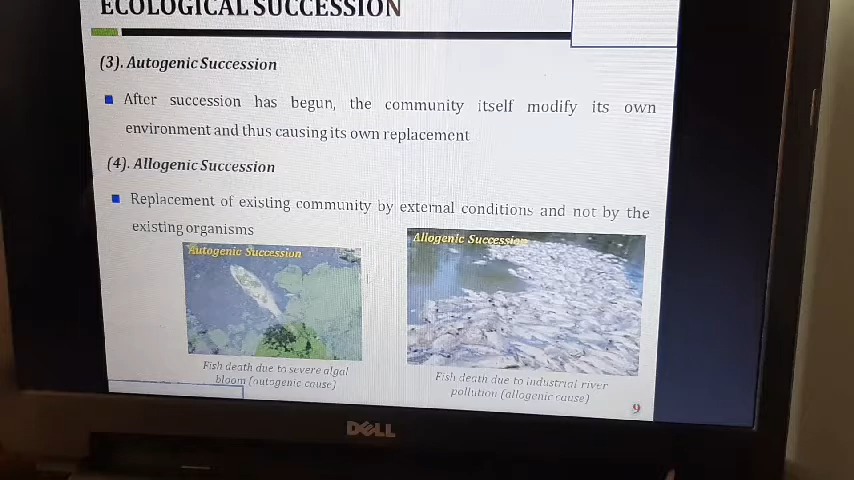 ECOLOGICAL SUCCESSION
(3). Autogenic Succession
After succession has begun, the community itself modify its own
environment and thus causing its own replacement
(4). Allogenic Succession
Replacement of existing community by external conditions and not by the
existing organisms
Autogenic Succession
Allogenic Succession
Fish death due to severe algal
bloom (autogenic cause)
Fish death due to industrial river
pollution (allogenic cause)
9
DELL